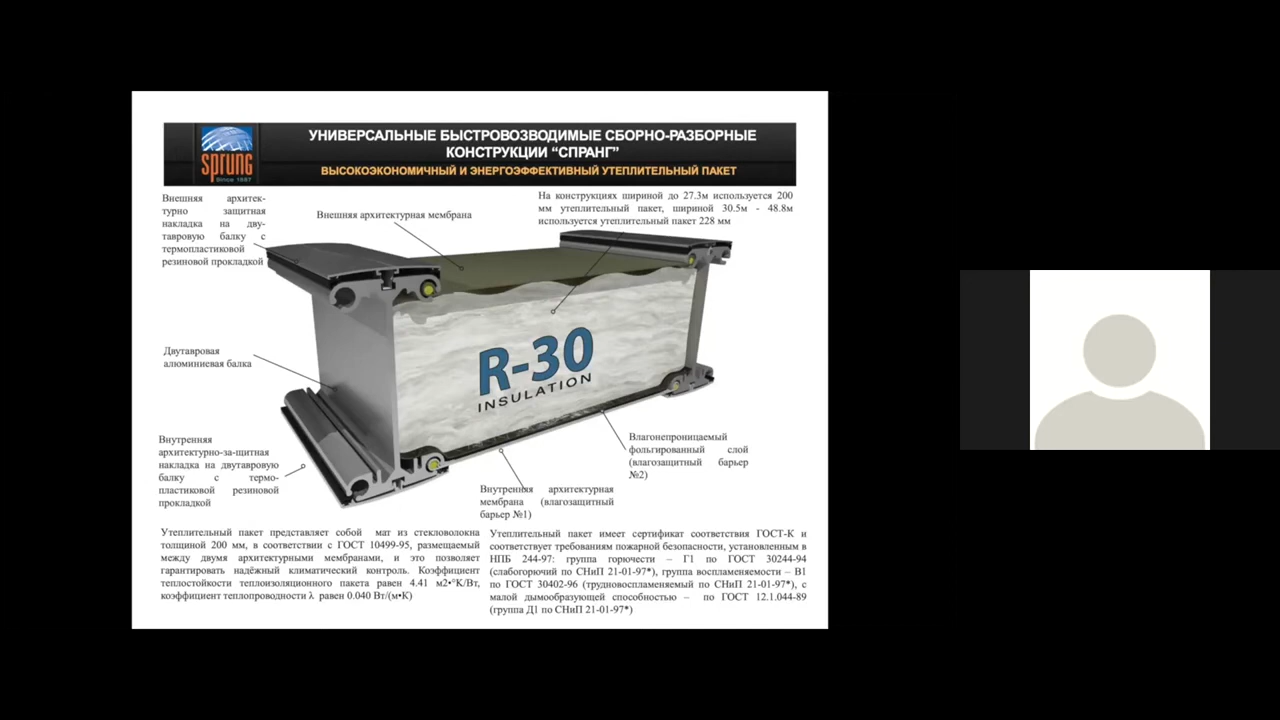 УНИВЕРСАЛЬНЫЕ БЫСТРОВОЗВОДИМЫЕ СБОРНО-РАЗБОРНЫЕ
КОНСТРУКЦИИ “СПРАНГ”
ВЫСОКОЭКОНОМИЧНЫЙ И ЭНЕРГОЭФФЕКТИВНЫЙ УТЕПЛИТЕЛЬНЫЙ ПАКЕТ
sprung
Since 1887
Внешняя архитек-
турно защитная
накладка на дву-
тавровую балку с
термопластиковой
резиновой прокладкой
Внешняя архитектурная мембрана
На конструкциях шириной до 27.3м используется 200
мм утеплительный пакет, шириной 30.5м - 48.8м
используется утеплительный пакет 228 мм
R-30
INSULATION
Двутавровая
алюминиевая балка
Внутренняя
архитектурно-за-щитная
накладка на двутавровую
балку с термо-
пластиковой резиновой
прокладкой
Влагонепроницаемый
фольгированный слой
(влагозащитный барьер
№2)
Внутренняя архитектурная
мембрана (влагозащитный
барьер №1)
Утеплительный пакет представляет собой мат из стекловолокна
толщиной 200 мм, в соответствии с ГОСТ 10499-95, размещаемый
между двумя архитектурными мембранами, и это позволяет
гарантировать надёжный климатический контроль. Коэффициент
теплостойкости теплоизоляционного пакета равен 4.41 м2•°К/Вт,
коэффициент теплопроводности λ равен 0.040 Вт/(м•К)
Утеплительный пакет имеет сертификат соответствия ГОСТ-К и
соответствует требованиям пожарной безопасности, установленным в
НПБ 244-97: группа горючести – Г1 по ГОСТ 30244-94
(слабогорючий по СНиП 21-01-97*), группа воспламеняемости – В1
по ГОСТ 30402-96 (трудновоспламеняемый по СНиП 21-01-97*), с
малой дымообразующей способностью – по ГОСТ 12.1.044-89
(группа Д1 по СНиП 21-01-97*)